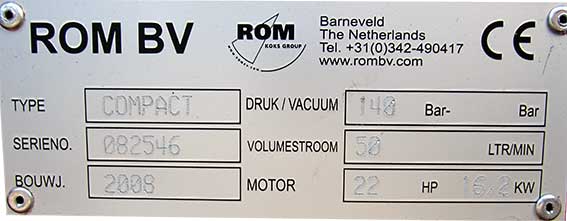 ROM BV
ROM
KOKS GROUP
Barneveld
The Netherlands
Tel. +31(0)342-490417
www.rombv.com
CE
TYPE COMPACT DRUK / VACUUM 140 Bar- Bar
SERIENO. 082546 VOLUMESTROOM 50 LTR/MIN
BOUWJ. 2008 MOTOR 22 HP 16,2 KW